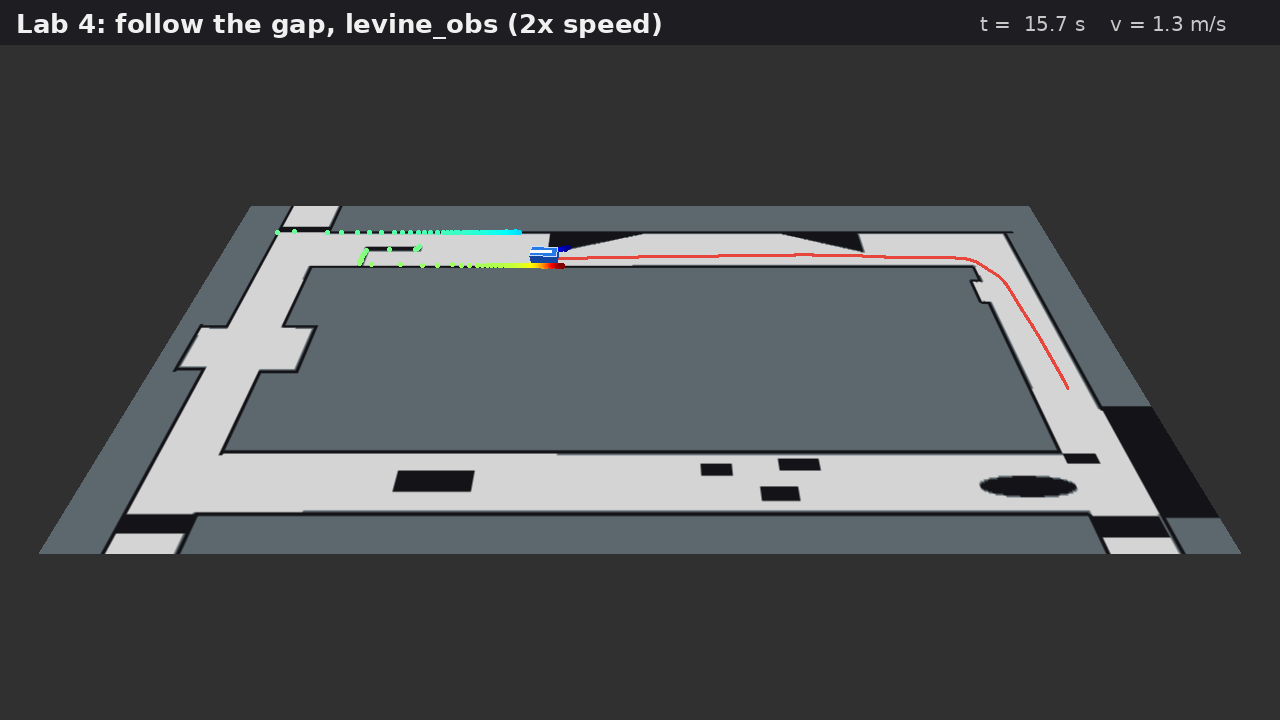 Lab 4: follow the gap, levine_obs (2x speed)
t =  15.7 s    v = 1.3 m/s